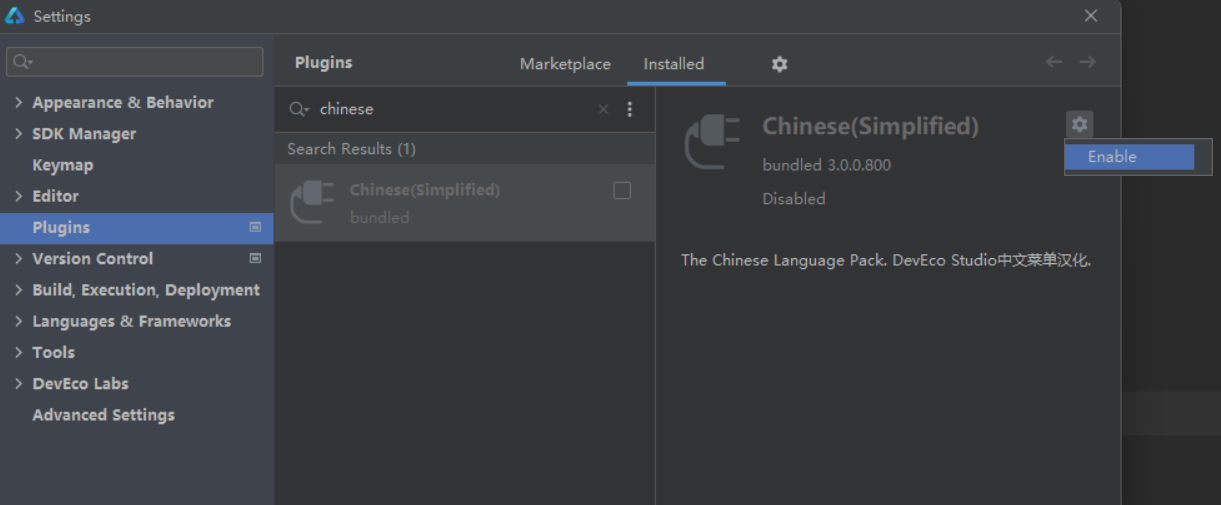 Settings
Plugins
Marketplace
Installed
Appearance & Behavior
SDK Manager
Keymap
Editor
Plugins
Version Control
Build, Execution, Deployment
Languages & Frameworks
Tools
DevEco Labs
Advanced Settings
chinese
Search Results (1)
Chinese(Simplified)
bundled
Chinese(Simplified)
bundled 3.0.0.800
Disabled
Enable
The Chinese Language Pack. DevEco Studio中文菜单汉化.